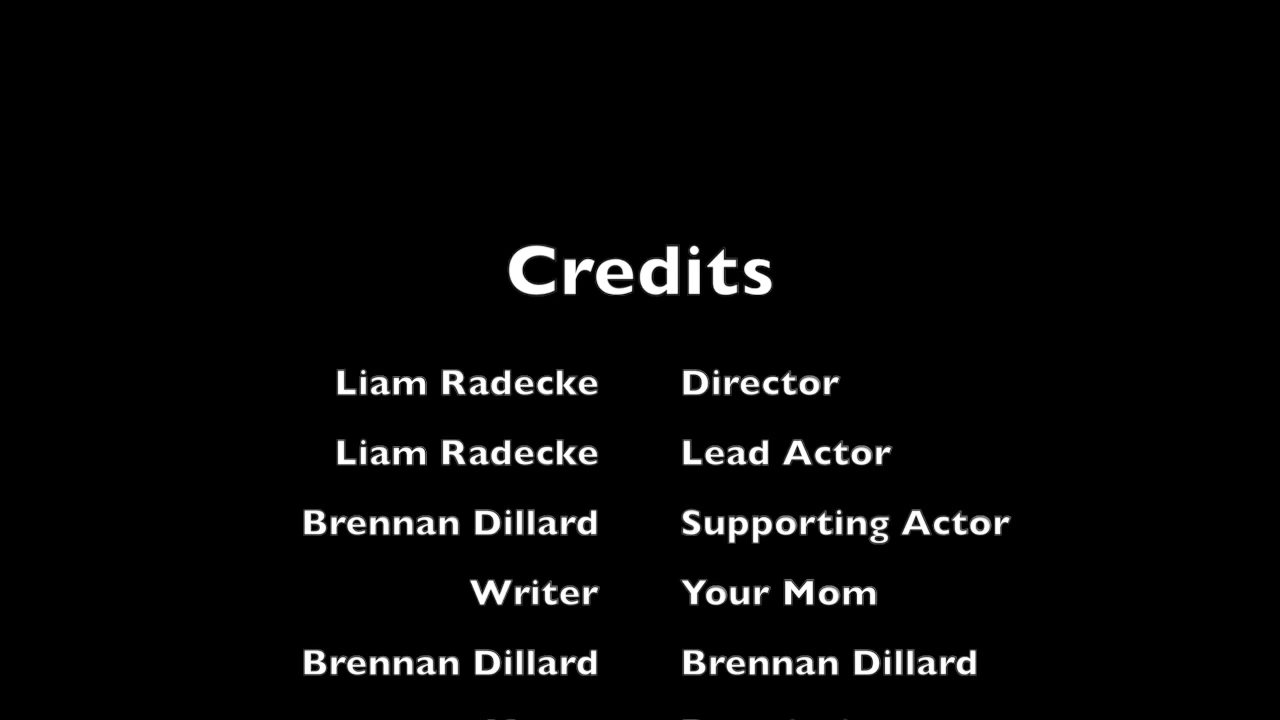 Credits
Liam Radecke Director
Liam Radecke Lead Actor
Brennan Dillard Supporting Actor
Writer Your Mom
Brennan Dillard Brennan Dillard